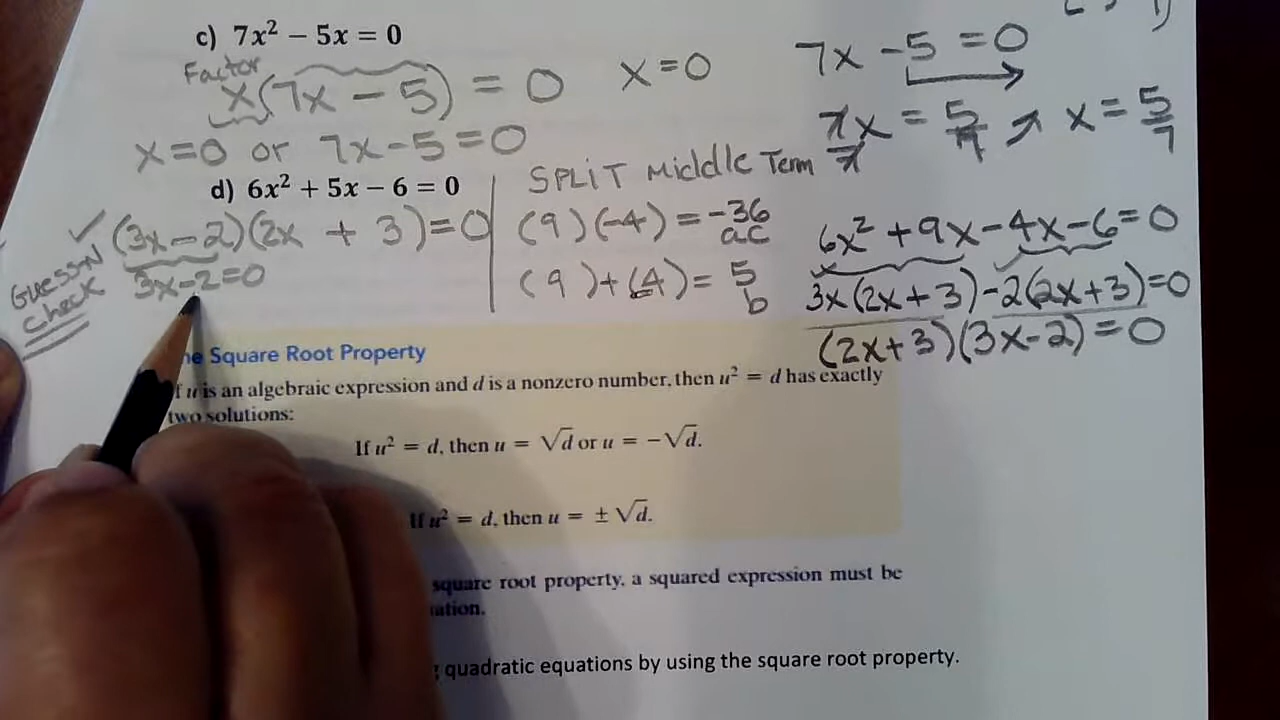 c) 7x² − 5x = 0
Factor
x(7x − 5) = 0
x = 0 or 7x − 5 = 0
x = 0
7x − 5 = 0
7x/7 = 5/7 → x = 5/7
d) 6x² + 5x − 6 = 0
(3x − 2)(2x + 3) = 0
3x − 2 = 0
GUESS-N
Check
SPLIT Middle Term
(9)(-4) = -36
ac
(9) + (-4) = 5
b
6x² + 9x − 4x − 6 = 0
3x(2x + 3) − 2(2x + 3) = 0
(2x + 3)(3x − 2) = 0
Square Root Property
u is an algebraic expression and d is a nonzero number, then u² = d has exactly
two solutions:
If u² = d, then u = √d or u = −√d.
If u² = d, then u = ± √d.
square root property, a squared expression must be
quadratic equations by using the square root property.